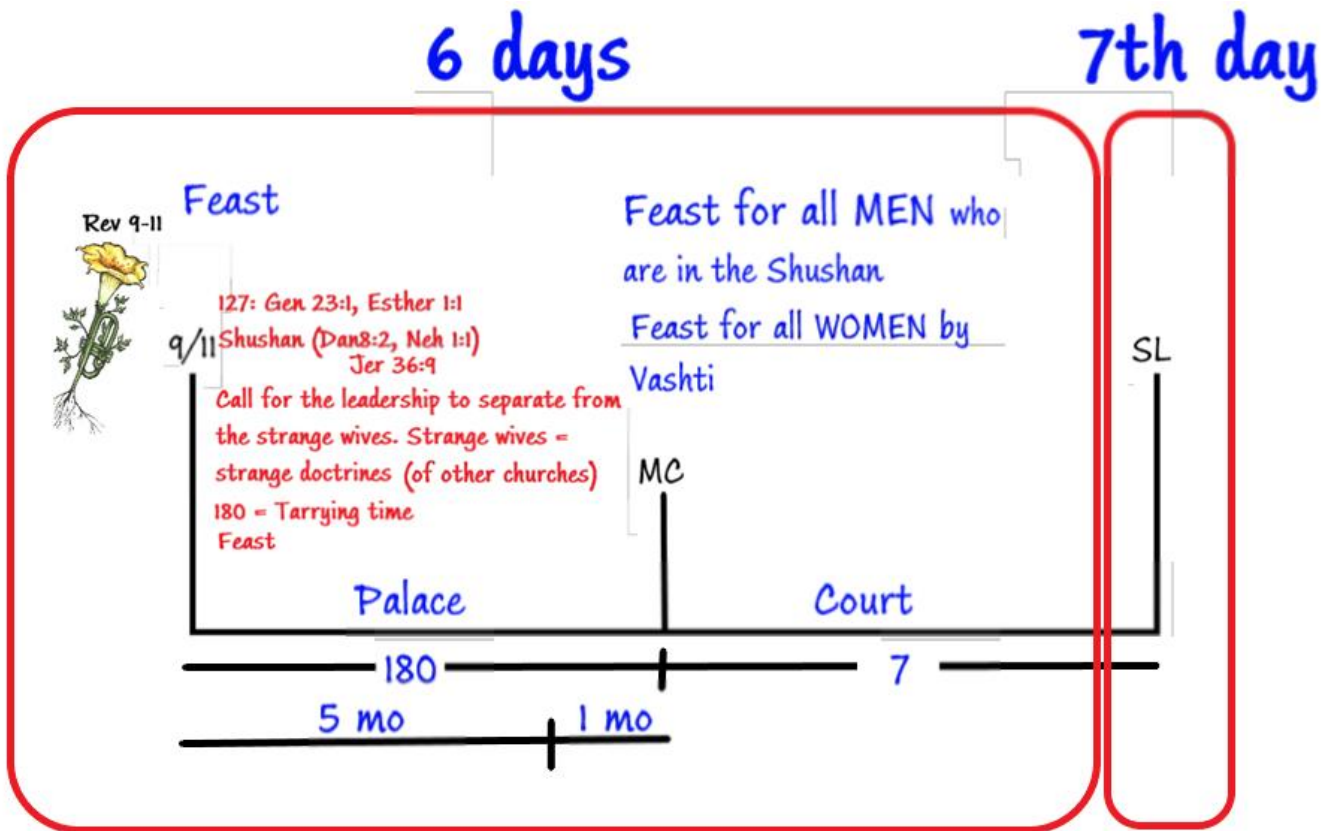 6 days
7th day
Feast
Rev 9-11
Feast for all MEN who
are in the Shushan
Feast for all WOMEN by
Vashti
127: Gen 23:1, Esther 1:1
9/11
Shushan (Dan8:2, Neh 1:1)
Jer 36:9
Call for the leadership to separate from
the strange wives. Strange wives =
strange doctrines (of other churches)
180 = Tarrying time
Feast
MC
SL
Palace
Court
180
7
5 mo
1 mo